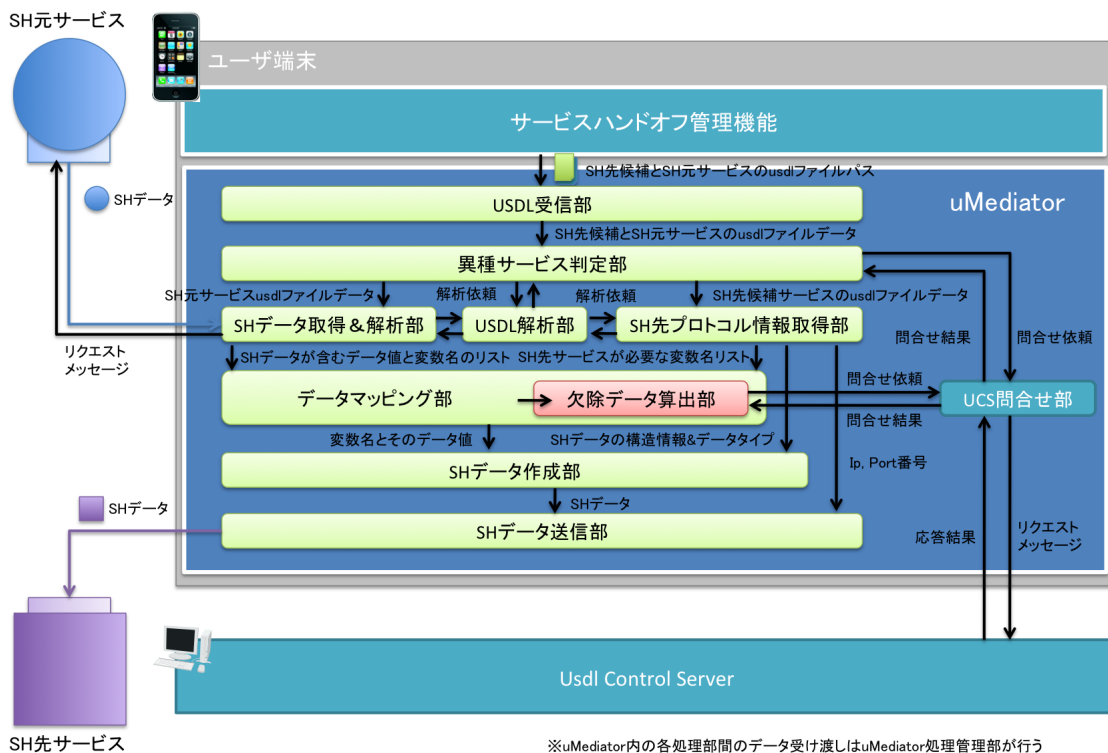 SH元サービス
ユーザ端末
サービスハンドオフ管理機能
SH先候補とSH元サービスのusdlファイルパス
SHデータ
USDL受信部
uMediator
SH先候補とSH元サービスのusdlファイルデータ
異種サービス判定部
SH元サービスusdlファイルデータ
解析依頼
解析依頼
SH先候補サービスのusdlファイルデータ
SHデータ取得&解析部
USDL解析部
SH先プロトコル情報取得部
問合せ結果
問合せ依頼
リクエスト
メッセージ
SHデータが含むデータ値と変数名のリスト
SH先サービスが必要な変数名リスト
データマッピング部
欠除データ算出部
問合せ依頼
UCS問合せ部
問合せ結果
変数名とそのデータ値
SHデータの構造情報&データタイプ
SHデータ作成部
Ip, Port番号
SHデータ
SHデータ
SHデータ送信部
応答結果
リクエスト
メッセージ
Usdl Control Server
SH先サービス
※uMediator内の各処理部間のデータ受け渡しはuMediator処理管理部が行う